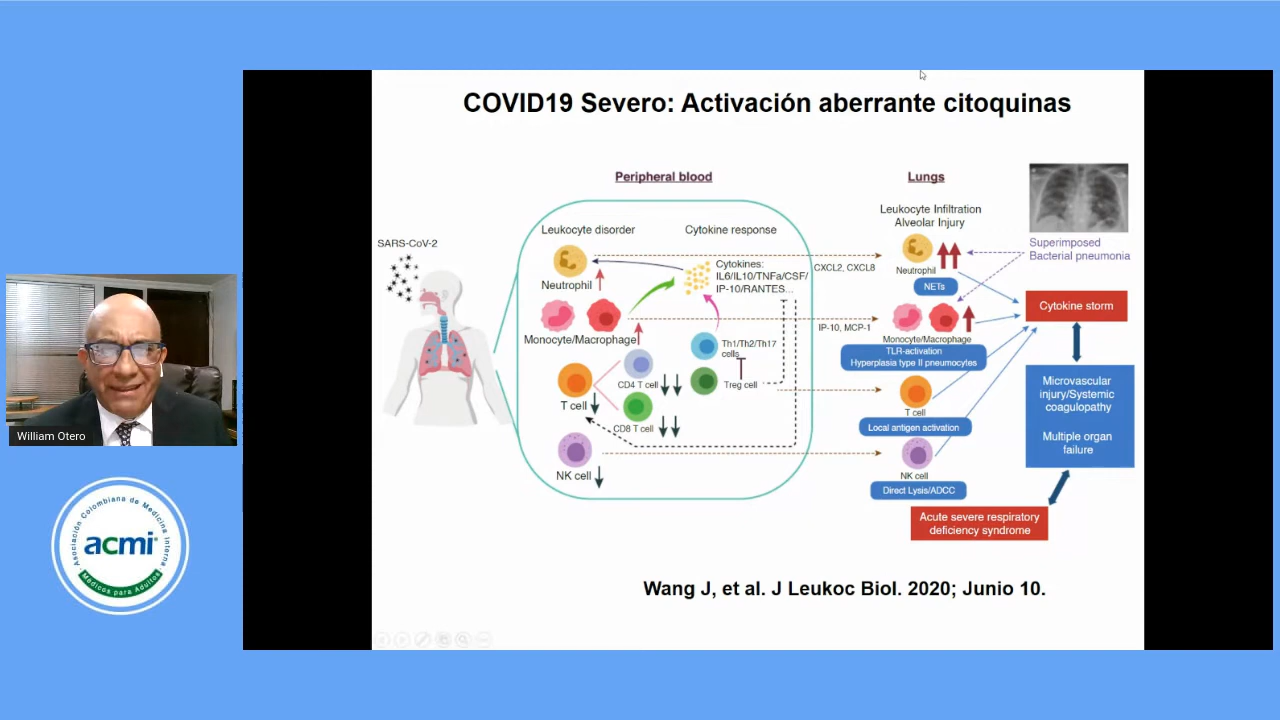 COVID19 Severo: Activación aberrante citoquinas
Peripheral blood
Lungs
SARS-CoV-2
Leukocyte disorder
Cytokine response
Neutrophil
Cytokines:
IL6/IL10/TNFa/CSF/
IP-10/RANTES...
Monocyte/Macrophage
Th1/Th2/Th17
cells
CD4 T cell
Treg cell
T cell
CD8 T cell
NK cell
CXCL2, CXCL8
IP-10, MCP-1
Leukocyte Infiltration
Alveolar Injury
Neutrophil
NETs
Monocyte/Macrophage
TLR-activation
Hyperplasia type II pneumocytes
T cell
Local antigen activation
NK cell
Direct Lysis/ADCC
Superimposed
Bacterial pneumonia
Cytokine storm
Microvascular
injury/Systemic
coagulopathy
Multiple organ
failure
Acute severe respiratory
deficiency syndrome
Wang J, et al. J Leukoc Biol. 2020; Junio 10.
William Otero
Asociación Colombiana de Medicina Interna
acmi
Médicos para Adultos